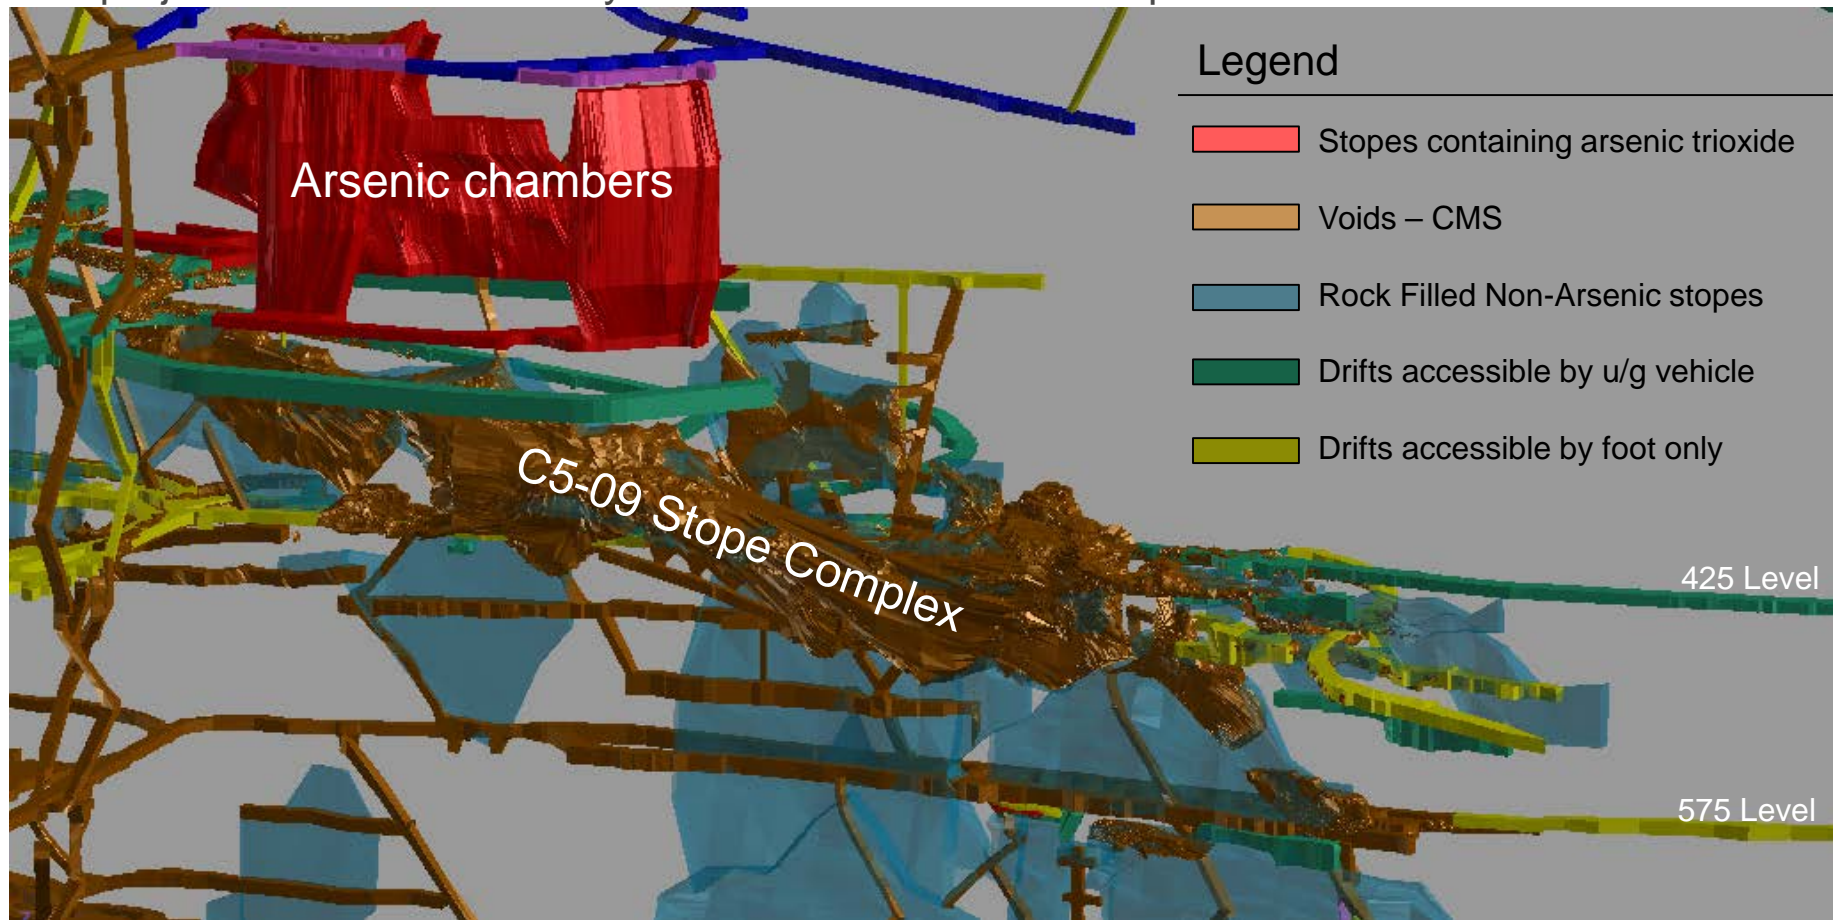 Legend
Stopes containing arsenic trioxide
Arsenic chambers
Voids – CMS
Rock Filled Non-Arsenic stopes
Drifts accessible by u/g vehicle
Drifts accessible by foot only
C5-09 Stope Complex
425 Level
575 Level